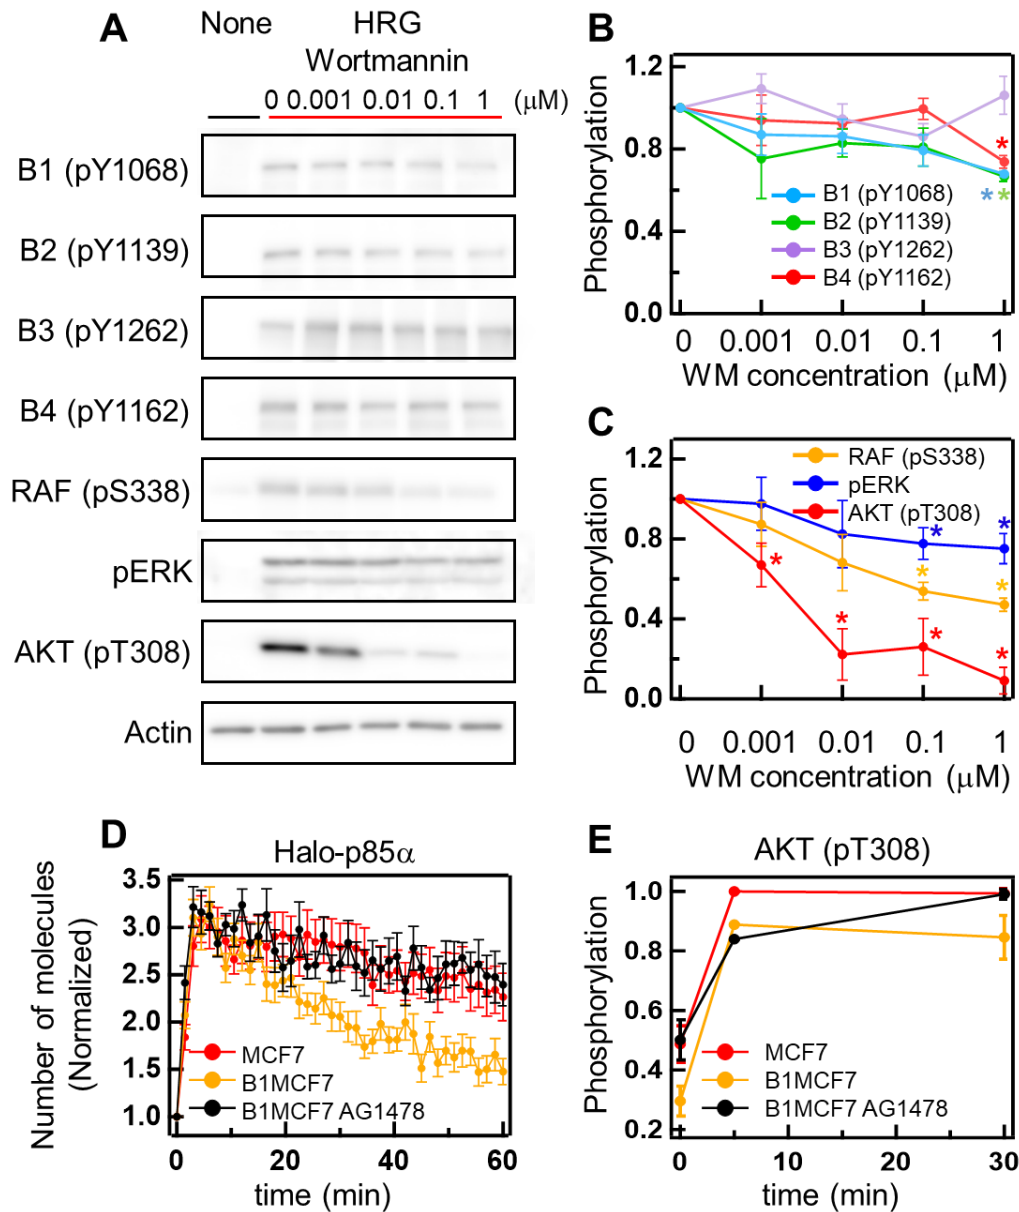 A
None HRG
Wortmannin
0 0.001 0.01 0.1 1 (μM)
B1 (pY1068)
B2 (pY1139)
B3 (pY1262)
B4 (pY1162)
RAF (pS338)
pERK
AKT (pT308)
Actin
B
Phosphorylation
1.2
0.8
0.4
0.0
* 
* *
B1 (pY1068)
B2 (pY1139)
B3 (pY1262)
B4 (pY1162)
0 0.001 0.01 0.1 1
WM concentration (μM)
C
Phosphorylation
1.2
0.8
0.4
0.0
RAF (pS338)
pERK
AKT (pT308)
* *
* *
* * * *
0 0.001 0.01 0.1 1
WM concentration (μM)
D
Halo-p85α
Number of molecules
(Normalized)
3.5
3.0
2.5
2.0
1.5
1.0
MCF7
B1MCF7
B1MCF7 AG1478
0 20 40 60
time (min)
E
AKT (pT308)
Phosphorylation
1.0
0.8
0.6
0.4
0.2
MCF7
B1MCF7
B1MCF7 AG1478
0 10 20 30
time (min)